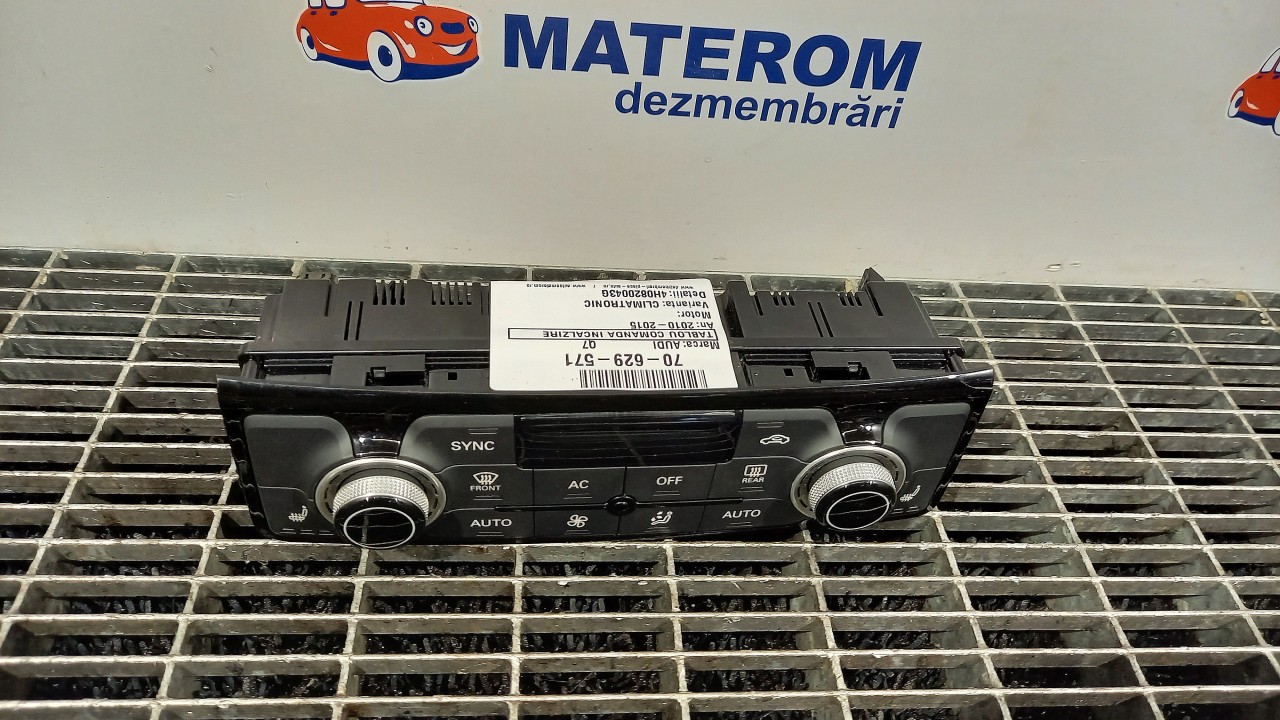 MATEROM
dezmembrări
70-629-571
Marca: AUDI
Q7
TABLOU COMANDA INCALZIRE
An: 2010-2015
Motor:
Varianta: CLIMATRONIC
Detalii: 4H0820043G
SYNC
FRONT
AC
OFF
REAR
AUTO
AUTO